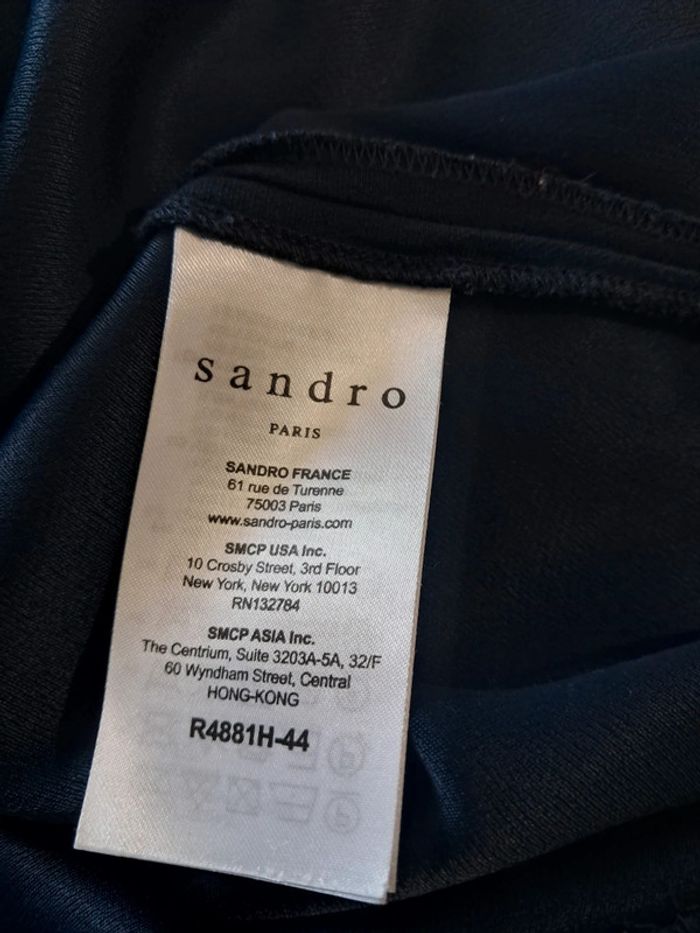 sandro
PARIS
SANDRO FRANCE
61 rue de Turenne
75003 Paris
www.sandro-paris.com
SMCP USA Inc.
10 Crosby Street, 3rd Floor
New York, New York 10013
RN132784
SMCP ASIA Inc.
The Centrium, Suite 3203A-5A, 32/F
60 Wyndham Street, Central
HONG-KONG
R4881H-44